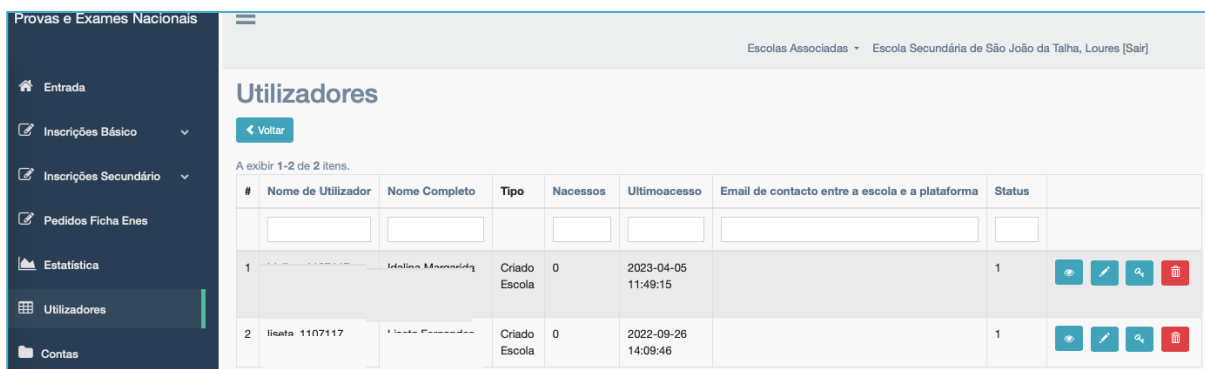 Provas e Exames Nacionais
Escolas Associadas Escola Secundária de São João da Talha, Loures [Sair]
Entrada
Inscrições Básico
Inscrições Secundário
Pedidos Ficha Enes
Estatística
Utilizadores
Contas
Utilizadores
Voltar
A exibir 1-2 de 2 itens.
# Nome de Utilizador Nome Completo Tipo Nacessos Ultimoacesso Email de contacto entre a escola e a plataforma Status
1 Criado 0 2023-04-05 1
Escola 11:49:15
2 Criado 0 2022-09-26 1
Escola 14:09:46